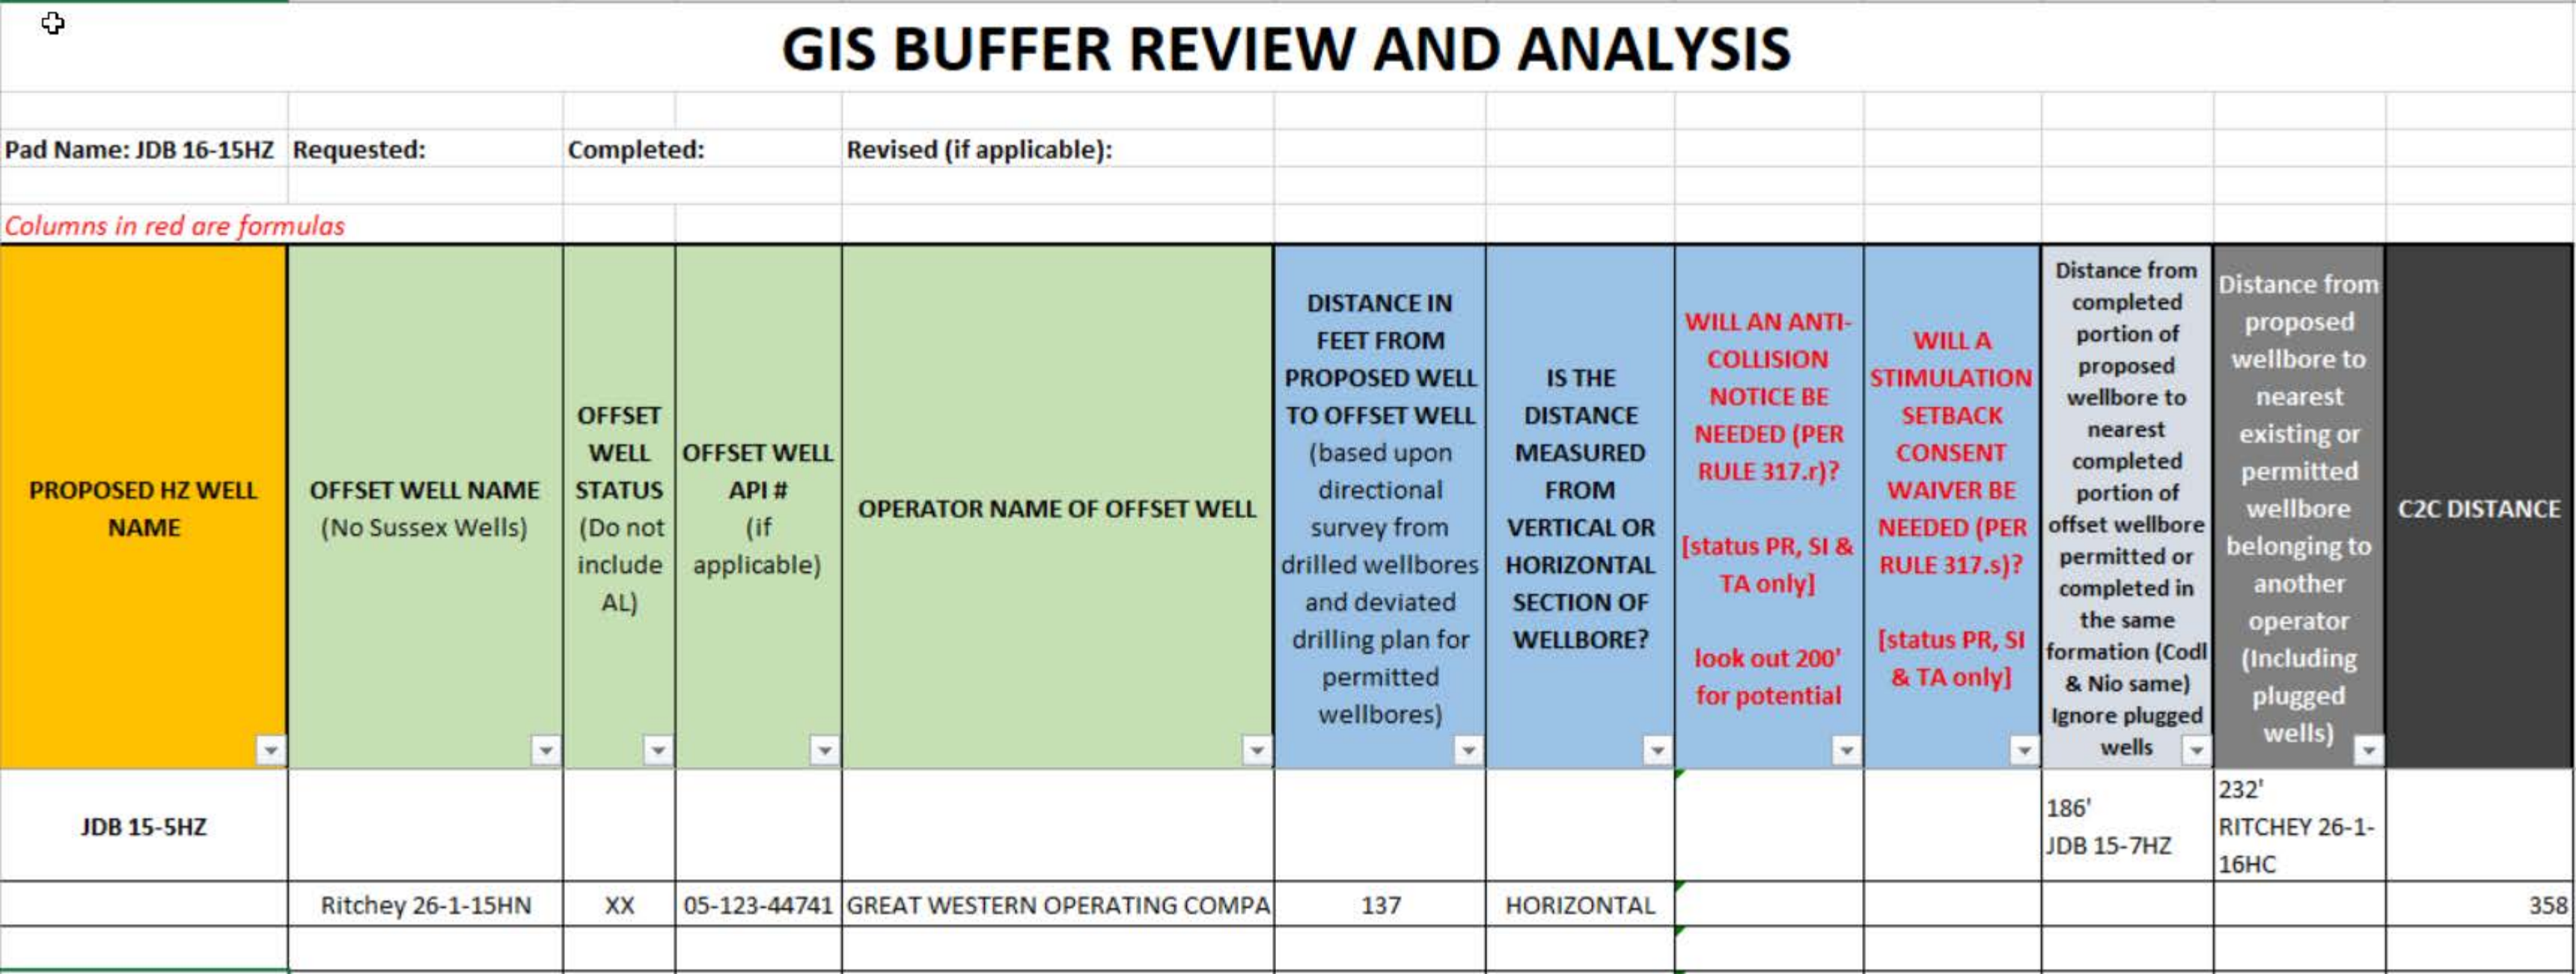 GIS BUFFER REVIEW AND ANALYSIS
Pad Name: JDB 16-15HZ Requested: Completed: Revised (if applicable):
Columns in red are formulas
PROPOSED HZ WELL
NAME
OFFSET WELL NAME
(No Sussex Wells)
OFFSET
WELL
STATUS
(Do not
include
AL)
OFFSET WELL
API #
(if
applicable)
OPERATOR NAME OF OFFSET WELL
DISTANCE IN
FEET FROM
PROPOSED WELL
TO OFFSET WELL
(based upon
directional
survey from
drilled wellbores
and deviated
drilling plan for
permitted
wellbores)
IS THE
DISTANCE
MEASURED
FROM
VERTICAL OR
HORIZONTAL
SECTION OF
WELLBORE?
WILL AN ANTI-
COLLISION
NOTICE BE
NEEDED (PER
RULE 317.r)?
[status PR, SI &
TA only]
look out 200'
for potential
WILL A
STIMULATION
SETBACK
CONSENT
WAIVER BE
NEEDED (PER
RULE 317.s)?
[status PR, SI
& TA only]
Distance from
completed
portion of
proposed
wellbore to
nearest
completed
portion of
offset wellbore
permitted or
completed in
the same
formation (Codl
& Nio same)
Ignore plugged
wells
Distance from
proposed
wellbore to
nearest
existing or
permitted
wellbore
belonging to
another
operator
(Including
plugged
wells)
C2C DISTANCE
JDB 15-5HZ
186'
JDB 15-7HZ
232'
RITCHEY 26-1-
16HC
Ritchey 26-1-15HN XX 05-123-44741 GREAT WESTERN OPERATING COMPA 137 HORIZONTAL 358